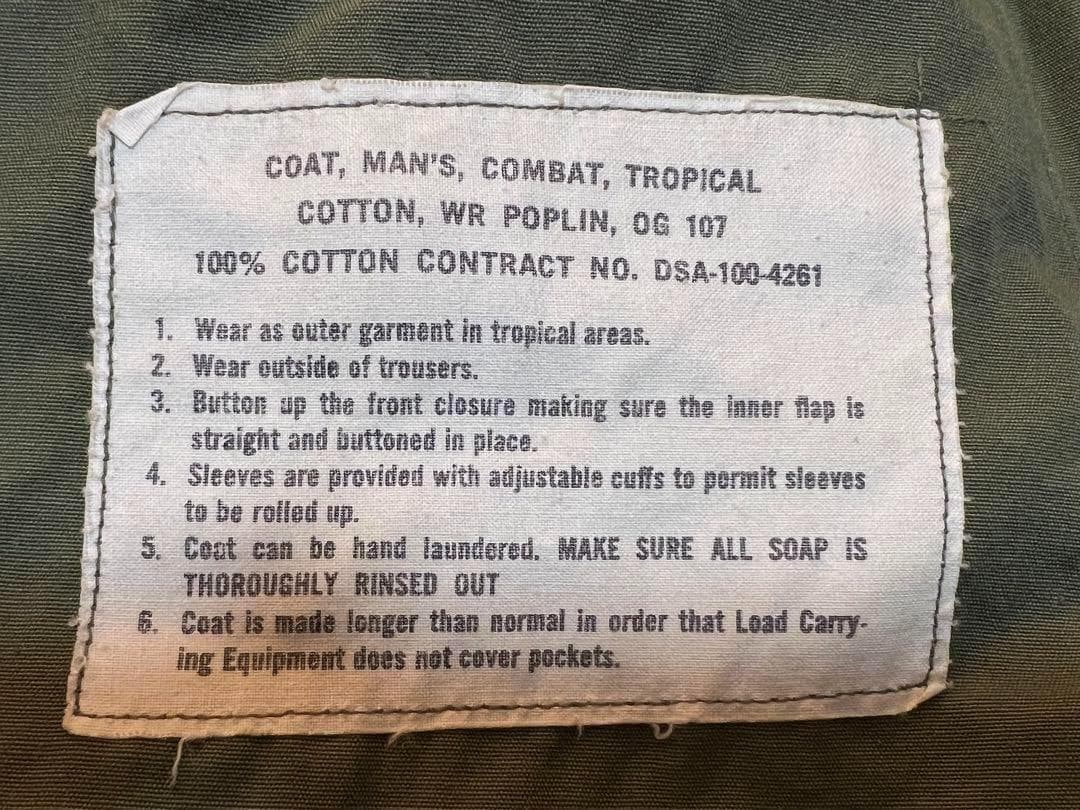 COAT, MAN'S, COMBAT, TROPICAL
COTTON, WR POPLIN, OG 107
100% COTTON CONTRACT NO. DSA-100-4261
1. Wear as outer garment in tropical areas.
2. Wear outside of trousers.
3. Button up the front closure making sure the inner flap is
straight and buttoned in place.
4. Sleeves are provided with adjustable cuffs to permit sleeves
to be rolled up.
5. Coat can be hand laundered. MAKE SURE ALL SOAP IS
THOROUGHLY RINSED OUT
6. Coat is made longer than normal in order that Load Carry-
ing Equipment does not cover pockets.